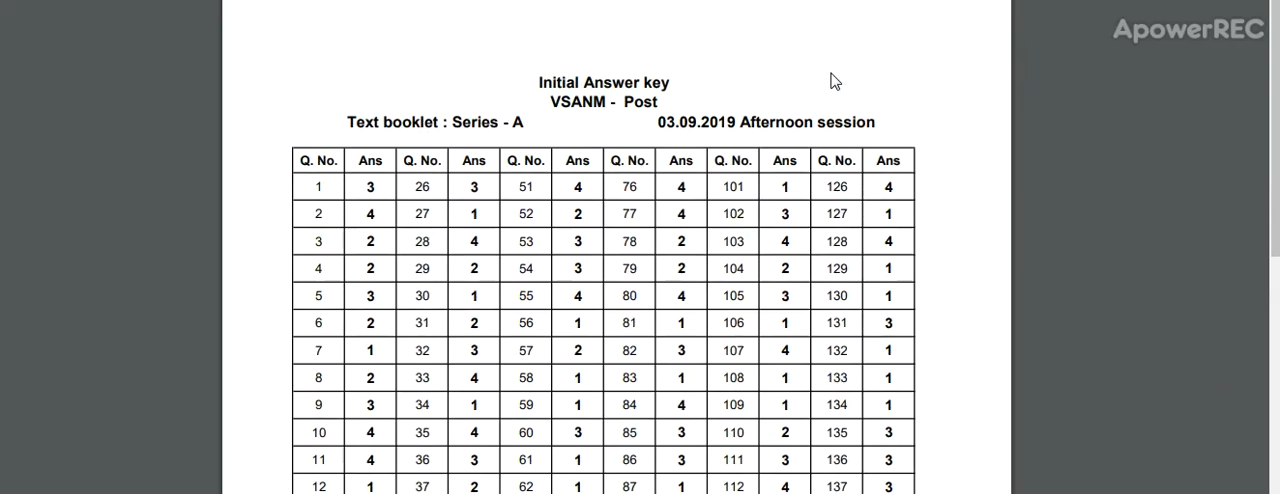 ApowerREC
Initial Answer key
VSANM - Post
Text booklet : Series - A 03.09.2019 Afternoon session
Q. No. Ans Q. No. Ans Q. No. Ans Q. No. Ans Q. No. Ans Q. No. Ans
1 3 26 3 51 4 76 4 101 1 126 4
2 4 27 1 52 2 77 4 102 3 127 1
3 2 28 4 53 3 78 2 103 4 128 4
4 2 29 2 54 3 79 2 104 2 129 1
5 3 30 1 55 4 80 4 105 3 130 1
6 2 31 2 56 1 81 1 106 1 131 3
7 1 32 3 57 2 82 3 107 4 132 1
8 2 33 4 58 1 83 1 108 1 133 1
9 3 34 1 59 1 84 4 109 1 134 1
10 4 35 4 60 3 85 3 110 2 135 3
11 4 36 3 61 1 86 3 111 3 136 3
12 1 37 2 62 1 87 1 112 4 137 3